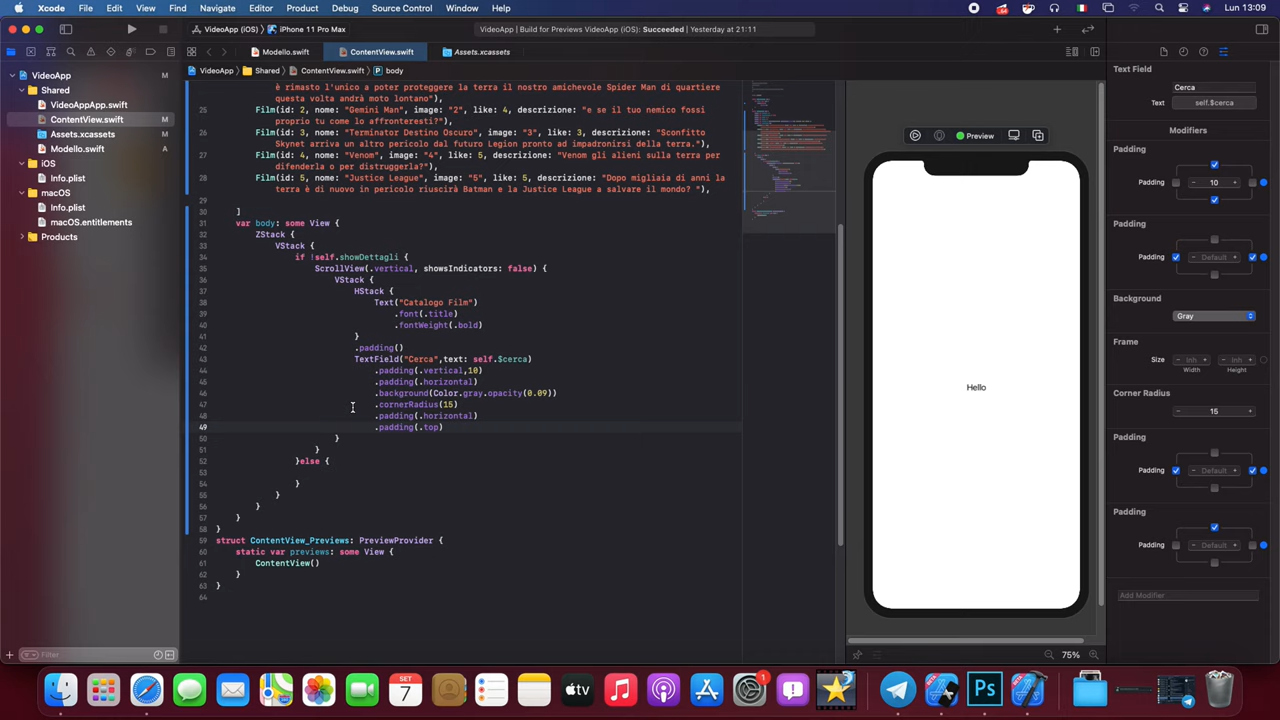 Xcode File Edit View Find Navigate Editor Product Debug Source Control Window Help Lun 13:09
VideoApp (iOS) iPhone 11 Pro Max VideoApp | Build for Previews VideoApp (iOS): Succeeded | Yesterday at 21:11
Modello.swift ContentView.swift Assets.xcassets
VideoApp Shared ContentView.swift body
VideoApp M
Shared
VideoAppApp.swift M
ContentView.swift M
Assets.xcassets M
Modello.swift A
iOS
Info.plist
macOS
Info.plist
macOS.entitlements
Products
Filter
è rimasto l'unico a poter proteggere la terra il nostro amichevole Spider Man di quartiere
questa volta andrà moto lontano"),
25 Film(id: 2, nome: "Gemini Man", image: "2", like: 4, descrizione: "e se il tuo nemico fossi
proprio tu come lo affronteresti?"),
26 Film(id: 3, nome: "Terminator Destino Oscuro", image: "3", like: 3, descrizione: "Sconfitto
Skynet arriva un altro pericolo dal futuro Legion pronto ad impadronirsi della terra."),
27 Film(id: 4, nome: "Venom", image: "4", like: 5, descrizione: "Venom gli alieni sulla terra per
difenderla o per distruggerla?"),
28 Film(id: 5, nome: "Justice League", image: "5", like: 5, descrizione: "Dopo migliaia di anni la
terra è di nuovo in pericolo riuscirà Batman e la Justice League a salvare il mondo? "),
29
30 ]
31 var body: some View {
32 ZStack {
33 VStack {
34 if !self.showDettagli {
35 ScrollView(.vertical, showsIndicators: false) {
36 VStack {
37 HStack {
38 Text("Catalogo Film")
39 .font(.title)
40 .fontWeight(.bold)
41 }
42 .padding()
43 TextField("Cerca",text: self.$cerca)
44 .padding(.vertical,10)
45 .padding(.horizontal)
46 .background(Color.gray.opacity(0.09))
47 .cornerRadius(15)
48 .padding(.horizontal)
49 .padding(.top)
50 }
51 }
52 }else {
53
54 }
55 }
56 }
57 }
58 }
59 struct ContentView_Previews: PreviewProvider {
60 static var previews: some View {
61 ContentView()
62 }
63 }
64
Preview
Hello
75%
Text Field
Cerca
Text self.$cerca
Modifiers
Padding
Padding 10
Padding
Padding Default
Background
Gray
Frame
Size Inh Inh
Width Height
Corner Radius
15
Padding
Padding Default
Padding
Padding Default
Add Modifier
SET
7
tv
1
Ps